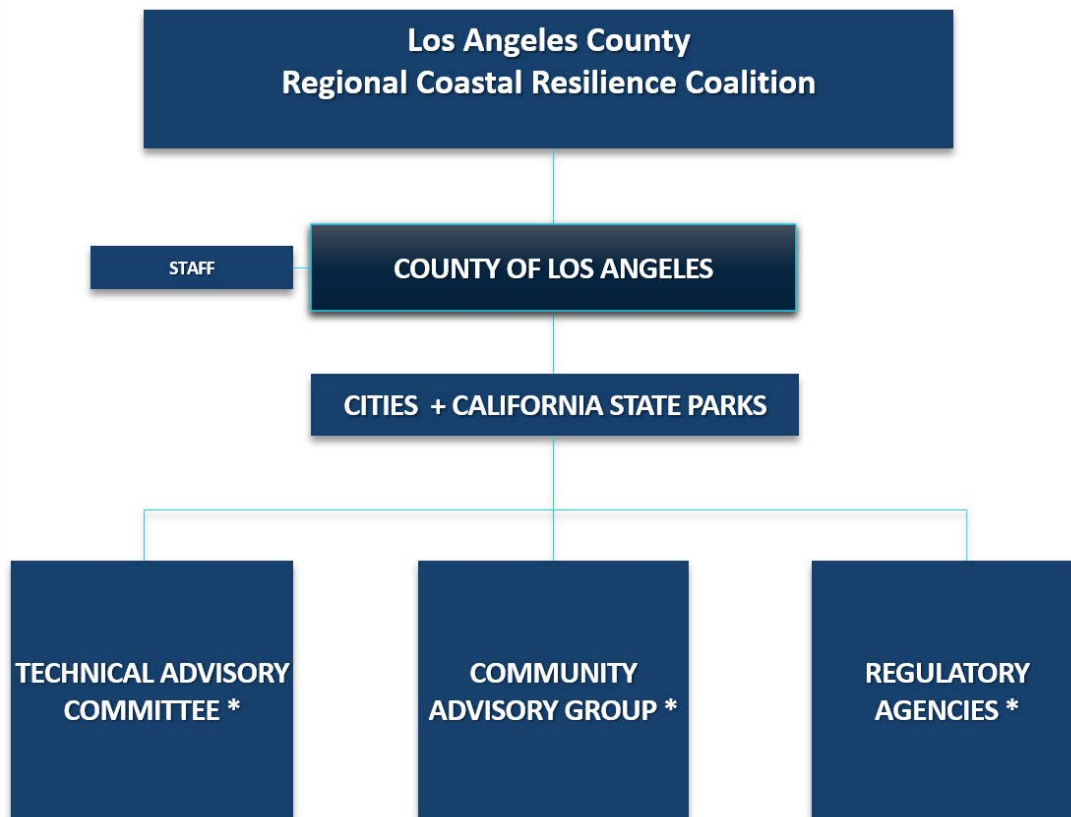 Los Angeles County
Regional Coastal Resilience Coalition
STAFF
COUNTY OF LOS ANGELES
CITIES + CALIFORNIA STATE PARKS
TECHNICAL ADVISORY
COMMITTEE *
COMMUNITY
ADVISORY GROUP *
REGULATORY
AGENCIES *